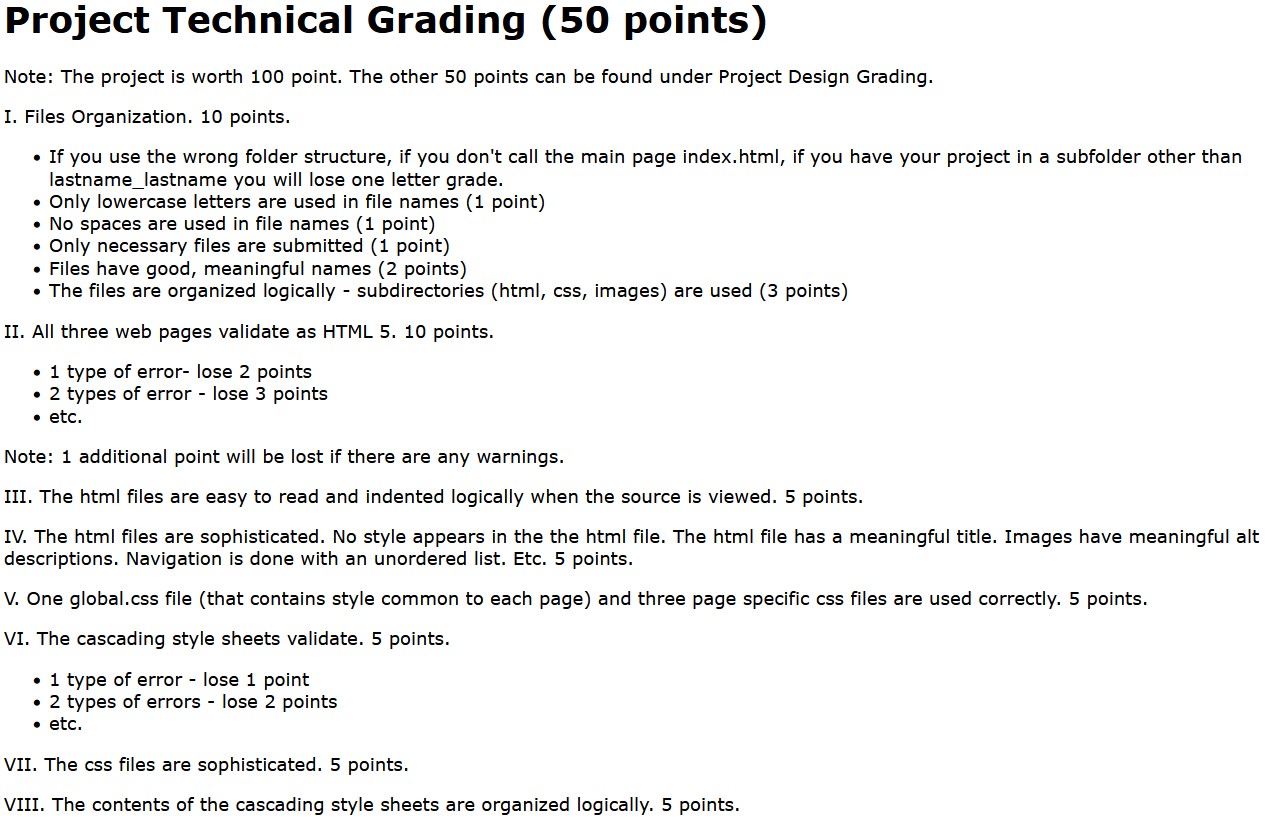 Project Technical Grading (50 points)
Note: The project is worth 100 point. The other 50 points can be found under Project Design Grading.
I. Files Organization. 10 points.
• If you use the wrong folder structure, if you don't call the main page index.html, if you have your project in a subfolder other than
lastname_lastname you will lose one letter grade.
• Only lowercase letters are used in file names (1 point)
• No spaces are used in file names (1 point)
• Only necessary files are submitted (1 point)
• Files have good, meaningful names (2 points)
• The files are organized logically - subdirectories (html, css, images) are used (3 points)
II. All three web pages validate as HTML 5. 10 points.
• 1 type of error- lose 2 points
• 2 types of error - lose 3 points
• etc.
Note: 1 additional point will be lost if there are any warnings.
III. The html files are easy to read and indented logically when the source is viewed. 5 points.
IV. The html files are sophisticated. No style appears in the the html file. The html file has a meaningful title. Images have meaningful alt
descriptions. Navigation is done with an unordered list. Etc. 5 points.
V. One global.css file (that contains style common to each page) and three page specific css files are used correctly. 5 points.
VI. The cascading style sheets validate. 5 points.
• 1 type of error - lose 1 point
• 2 types of errors - lose 2 points
• etc.
VII. The css files are sophisticated. 5 points.
VIII. The contents of the cascading style sheets are organized logically. 5 points.